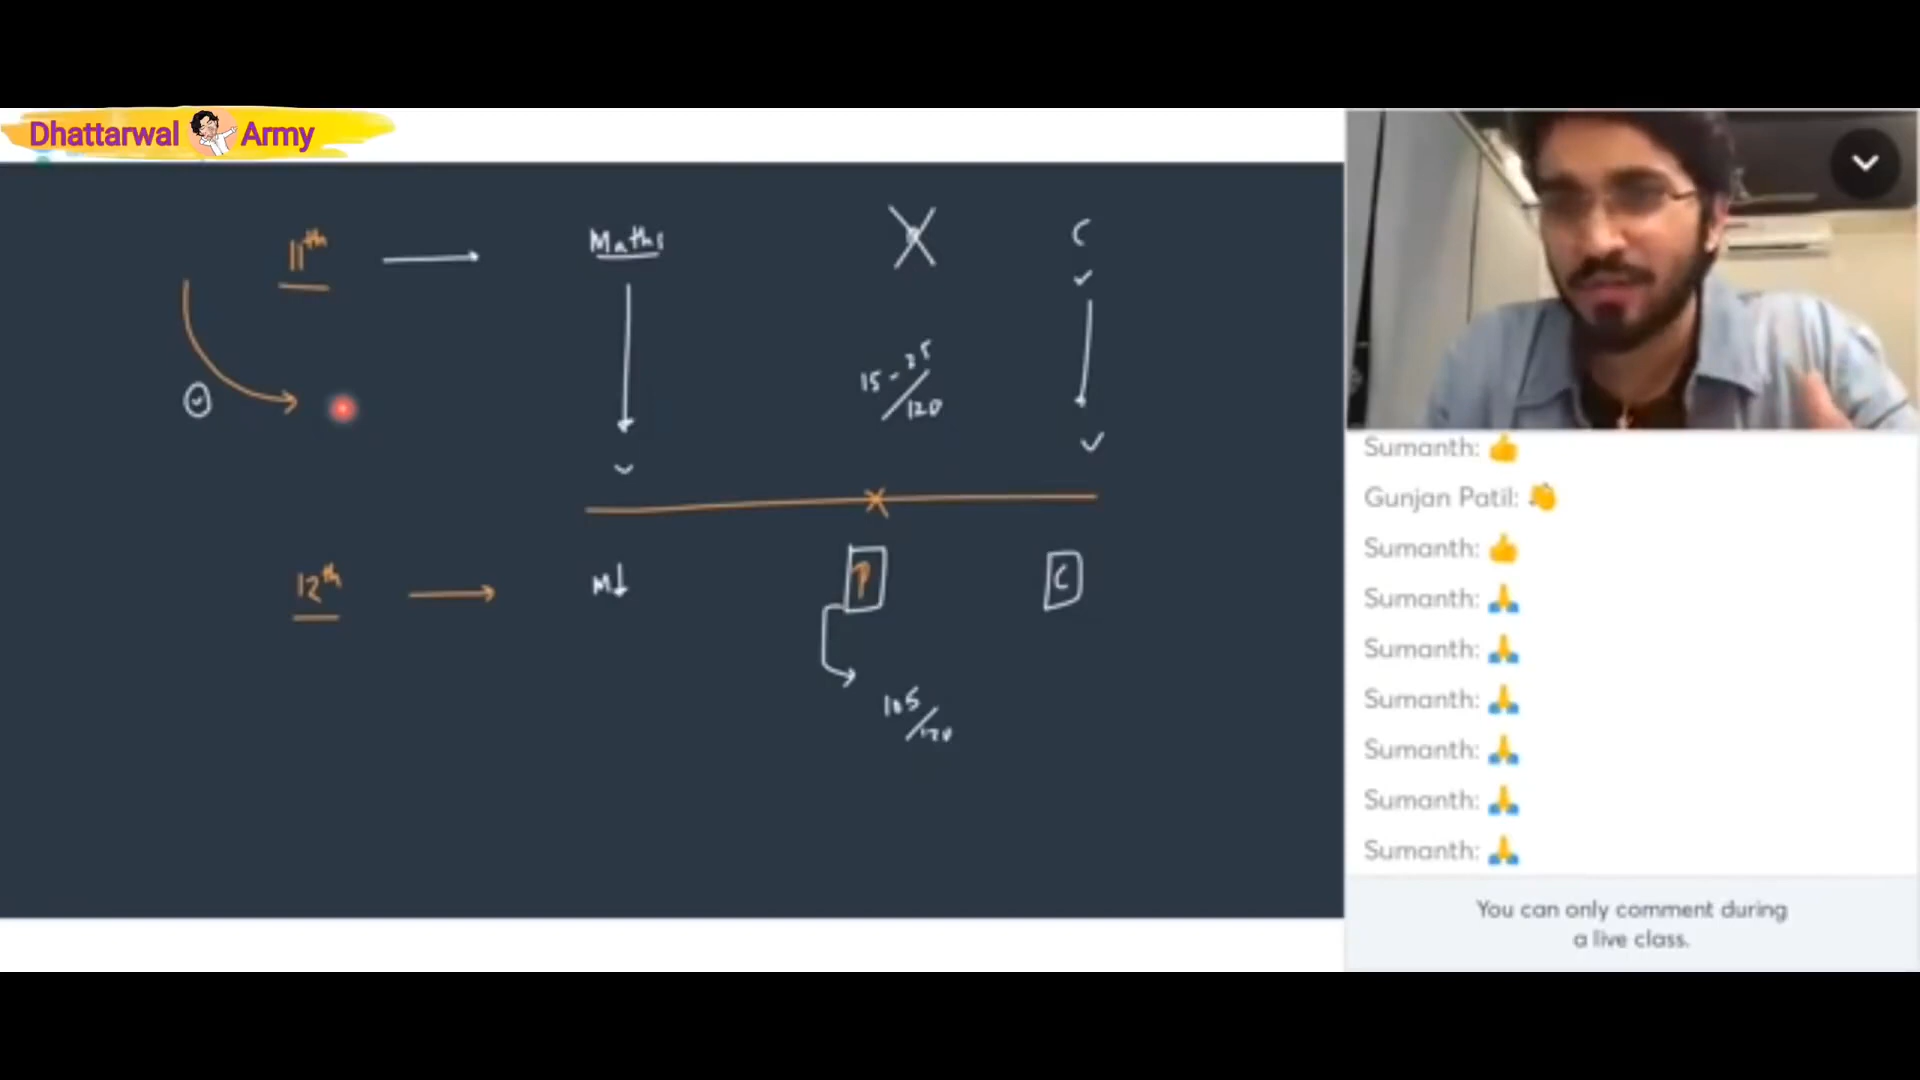 Dhattarwal Army
11th → Maths X C
✓
15-25/120
✓ ✓
X
12th → M↓ P C
105/120
Sumanth: 👍
Gunjan Patil: 👏
Sumanth: 👍
Sumanth: 🙏
Sumanth: 🙏
Sumanth: 🙏
Sumanth: 🙏
Sumanth: 🙏
Sumanth: 🙏
You can only comment during
a live class.